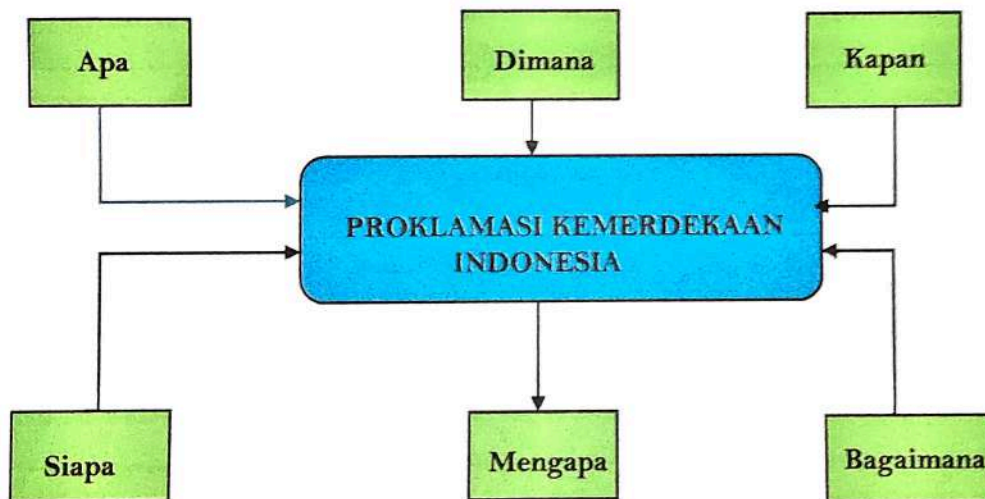 Apa
Dimana
Kapan
PROKLAMASI KEMERDEKAAN
INDONESIA
Siapa
Mengapa
Bagaimana